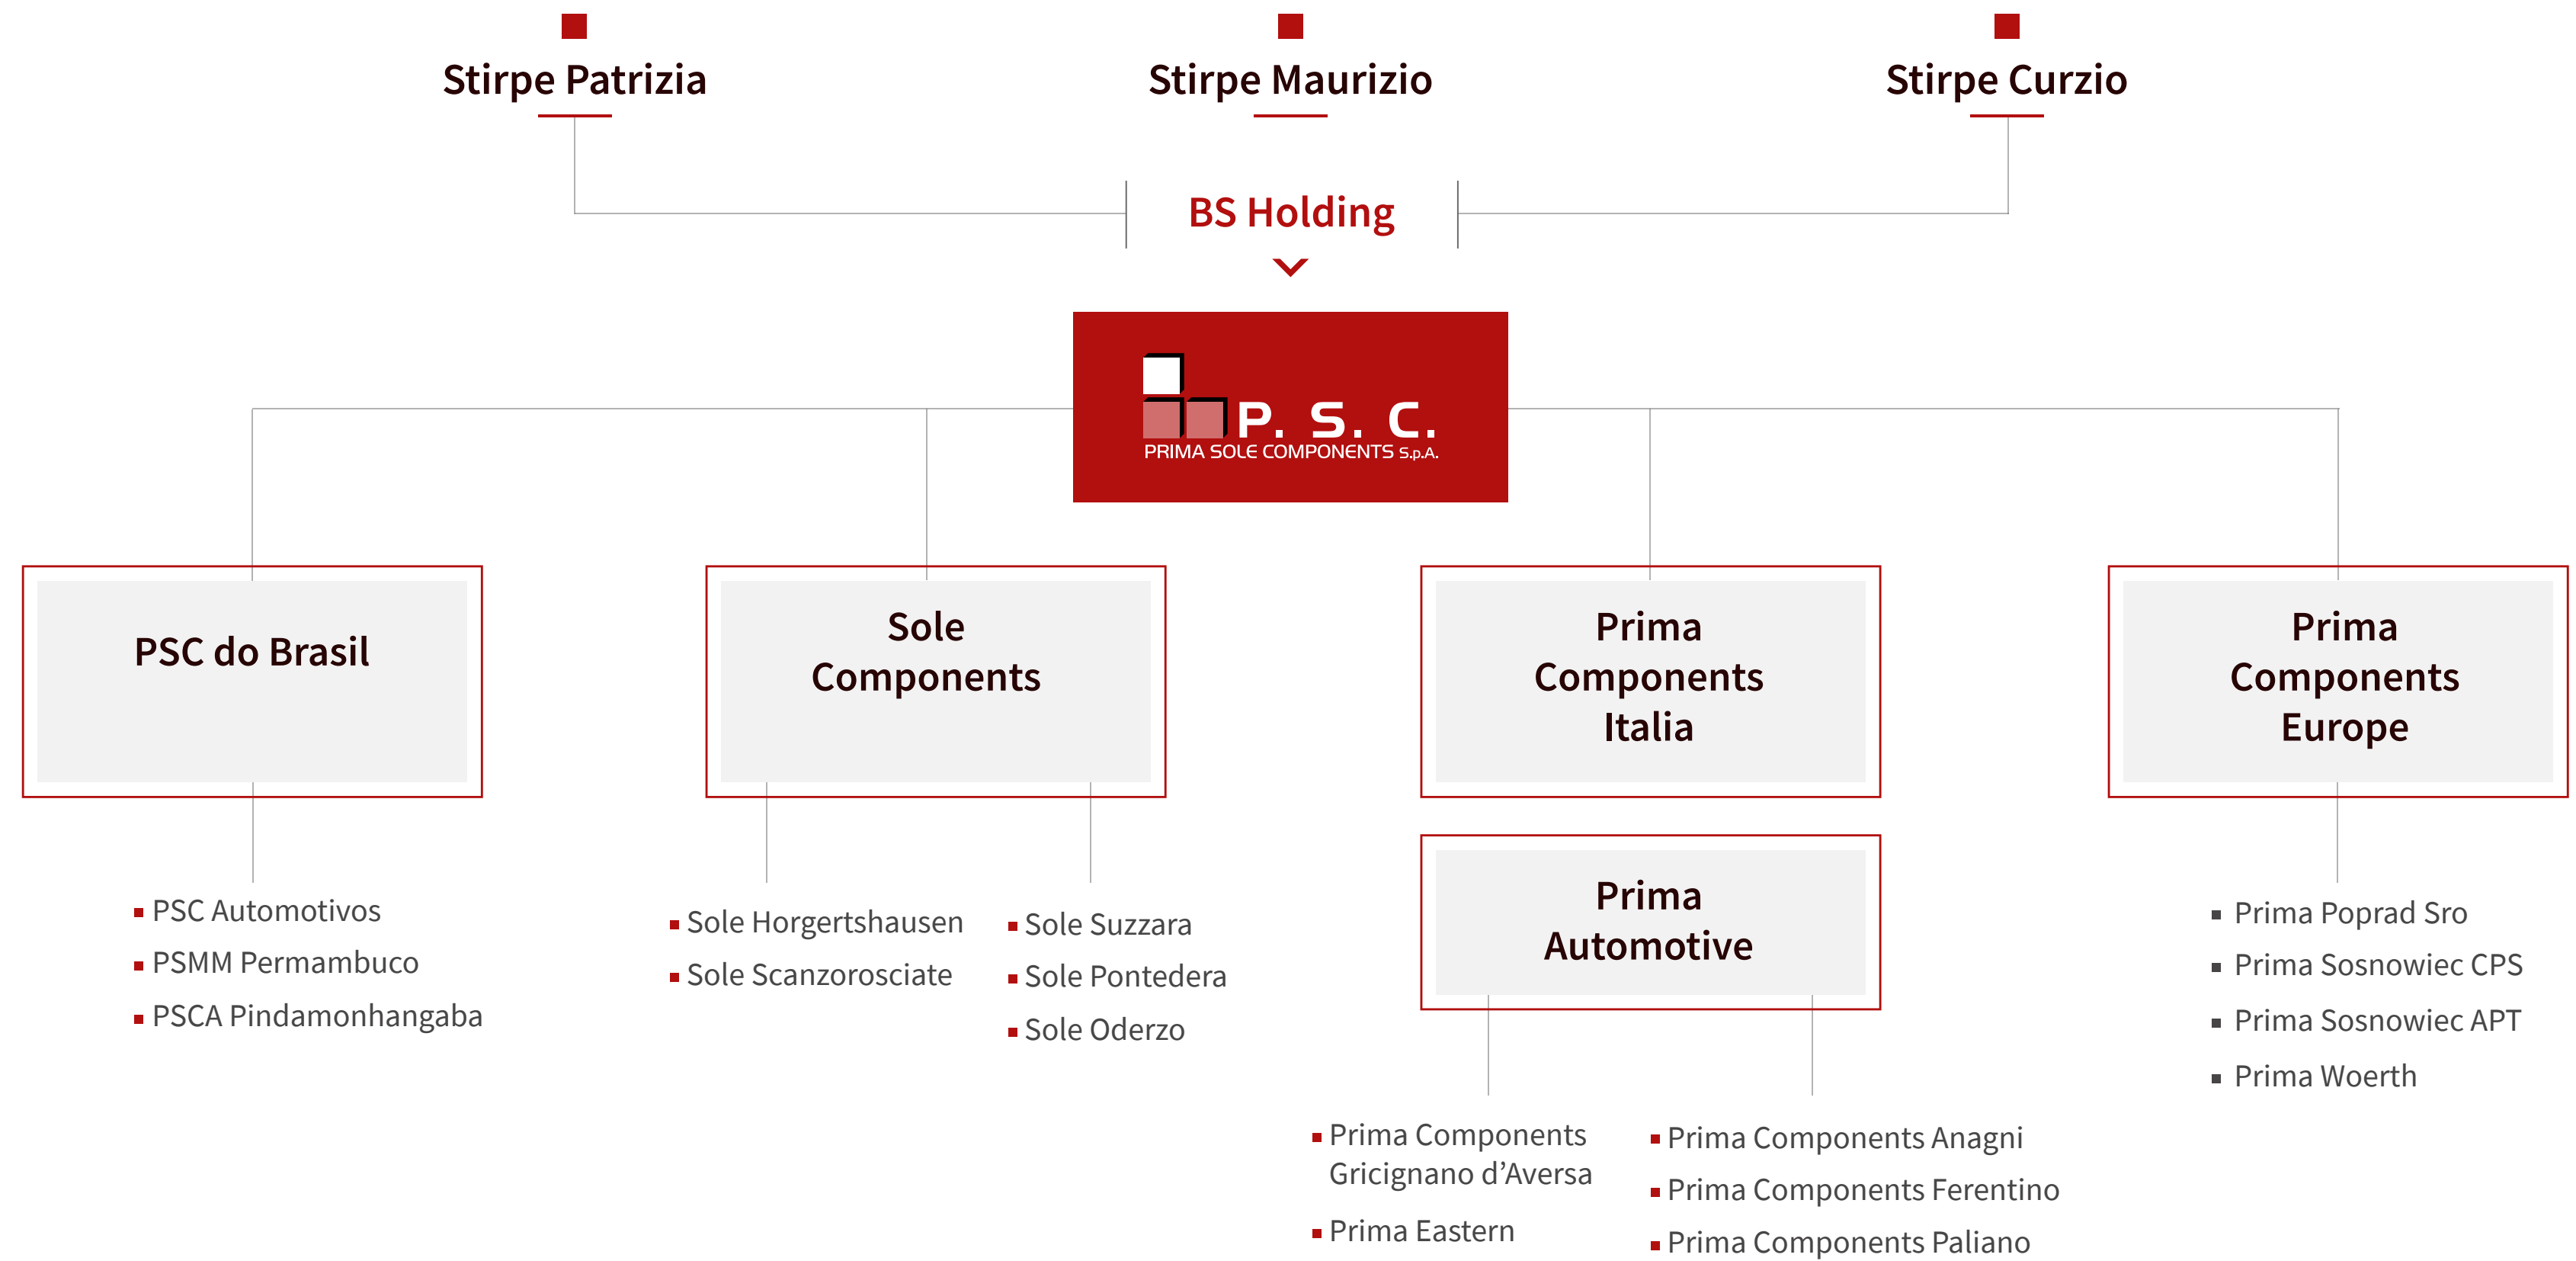 Stirpe Patrizia
Stirpe Maurizio
Stirpe Curzio
BS Holding
P. S. C.
PRIMA SOLE COMPONENTS S.p.A.
PSC do Brasil
Sole
Components
Prima
Components
Italia
Prima
Components
Europe
Prima
Automotive
PSC Automotivos
PSMM Permambuco
PSCA Pindamonhangaba
Sole Horgertshausen
Sole Scanzorosciate
Sole Suzzara
Sole Pontedera
Sole Oderzo
Prima Components
Gricignano d’Aversa
Prima Eastern
Prima Components Anagni
Prima Components Ferentino
Prima Components Paliano
Prima Poprad Sro
Prima Sosnowiec CPS
Prima Sosnowiec APT
Prima Woerth